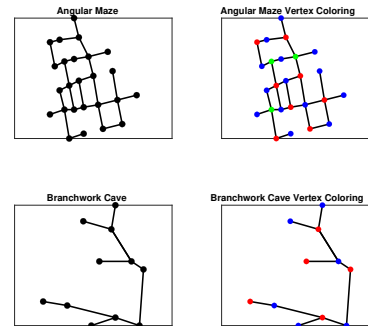 Angular Maze
Angular Maze Vertex Coloring
Branchwork Cave
Branchwork Cave Vertex Coloring